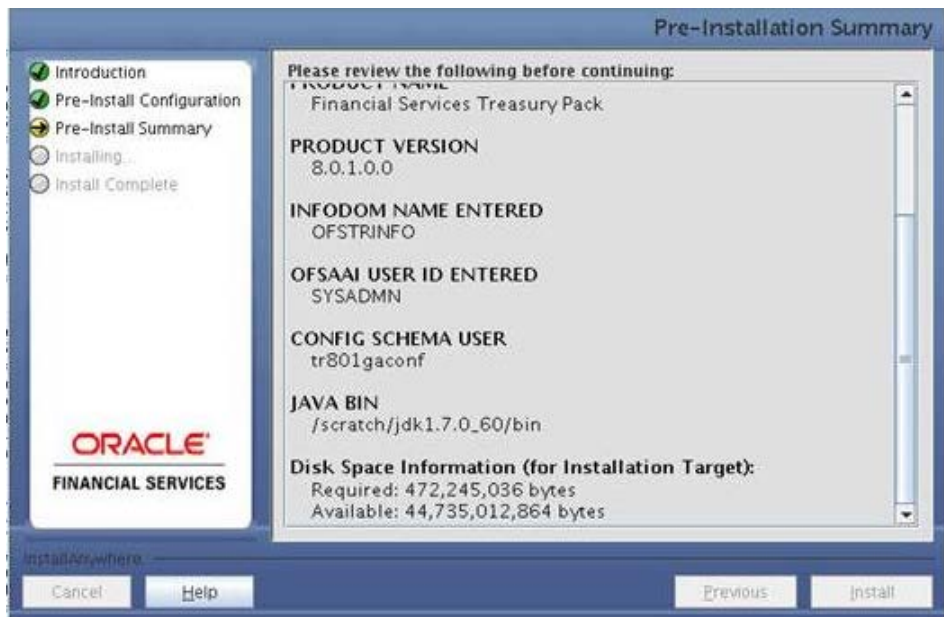 Pre-Installation Summary
Introduction
Pre-Install Configuration
Pre-Install Summary
Installing...
Install Complete
ORACLE
FINANCIAL SERVICES
Please review the following before continuing:
PRODUCT NAME
Financial Services Treasury Pack
PRODUCT VERSION
8.0.1.0.0
INFODOM NAME ENTERED
OFSTRINFO
OFSAAI USER ID ENTERED
SYSADMN
CONFIG SCHEMA USER
tr801gaconf
JAVA BIN
/scratch/jdk1.7.0_60/bin
Disk Space Information (for Installation Target):
Required: 472,245,036 bytes
Available: 44,735,012,864 bytes
InstallAnywhere
Cancel
Help
Previous
Install